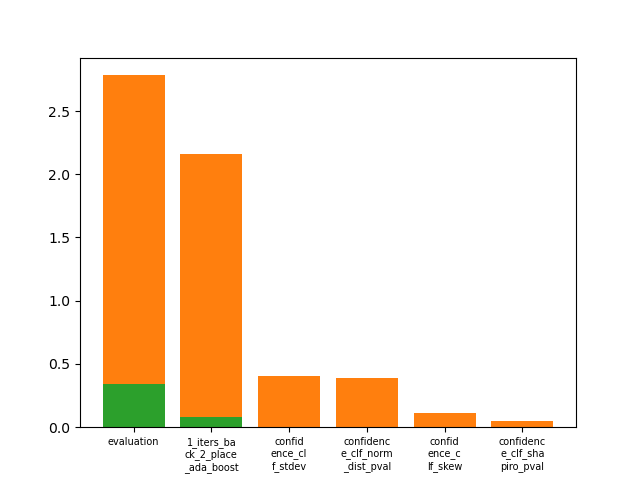 2.5
2.0
1.5
1.0
0.5
0.0
evaluation
1_iters_ba
ck_2_place
_ada_boost
confid
ence_cl
f_stdev
confidenc
e_clf_norm
_dist_pval
confid
ence_c
lf_skew
confidenc
e_clf_sha
piro_pval